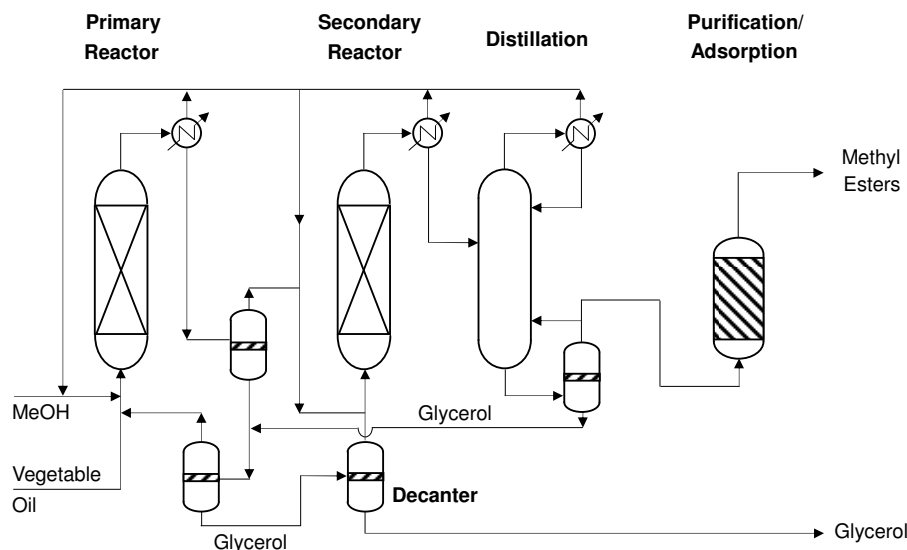 Primary
Reactor
Secondary
Reactor
Distillation
Purification/
Adsorption
Methyl
Esters
MeOH
Glycerol
Vegetable
Oil
Decanter
Glycerol
Glycerol